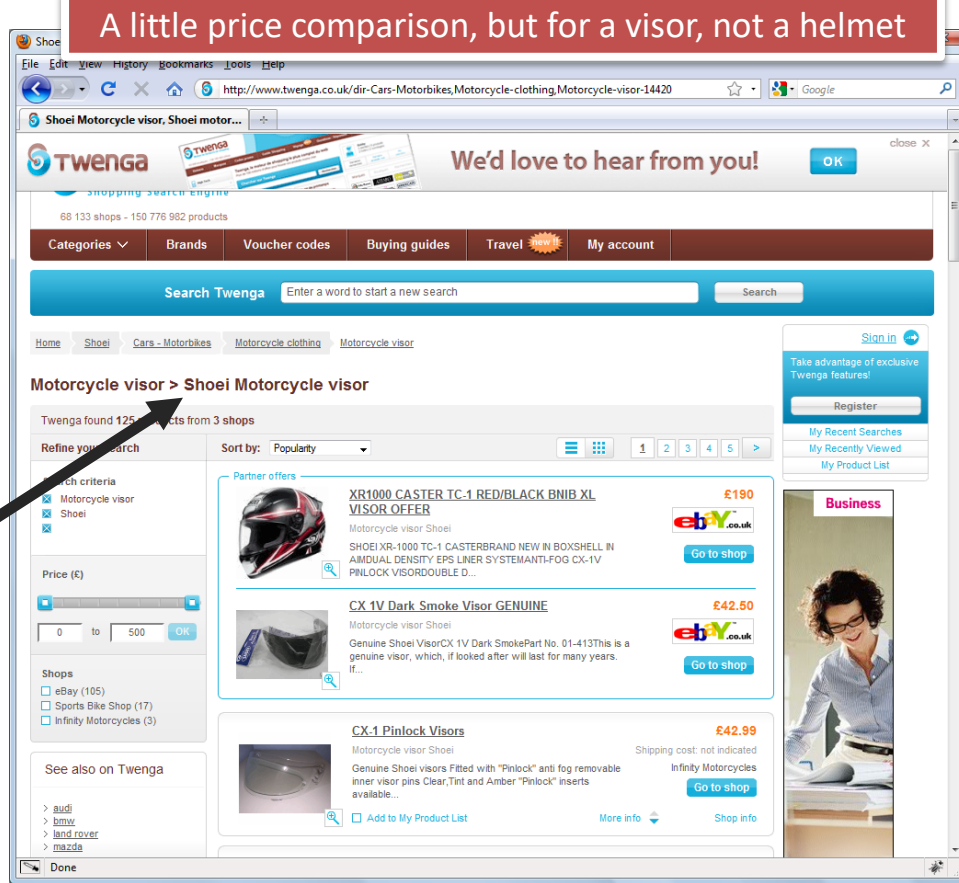 A little price comparison, but for a visor, not a helmet
Shoe
File Edit View History Bookmarks Tools Help
http://www.twenga.co.uk/dir-Cars-Motorbikes,Motorcycle-clothing,Motorcycle-visor-14420
Google
Shoei Motorcycle visor, Shoei motor...
TWENGA
We'd love to hear from you!
OK
close X
Shopping Search Engine
68 133 shops - 150 776 982 products
Categories
Brands
Voucher codes
Buying guides
Travel
new !!
My account
Search Twenga
Enter a word to start a new search
Search
Home
Shoei
Cars - Motorbikes
Motorcycle clothing
Motorcycle visor
Sign in
Take advantage of exclusive
Twenga features!
Register
My Recent Searches
My Recently Viewed
My Product List
Motorcycle visor > Shoei Motorcycle visor
Twenga found 125 products from 3 shops
Refine your search
Sort by: Popularity
1 2 3 4 5 >
Search criteria
Motorcycle visor
Shoei
Price (£)
0 to 500 OK
Shops
eBay (105)
Sports Bike Shop (17)
Infinity Motorcycles (3)
See also on Twenga
> audi
> bmw
> land rover
> mazda
Partner offers
XR1000 CASTER TC-1 RED/BLACK BNIB XL
VISOR OFFER
Motorcycle visor Shoei
SHOEI XR-1000 TC-1 CASTERBRAND NEW IN BOXSHELL IN
AIMDUAL DENSITY EPS LINER SYSTEMANTI-FOG CX-1V
PINLOCK VISORDOUBLE D...
£190
ebaY.co.uk
Go to shop
CX 1V Dark Smoke Visor GENUINE
Motorcycle visor Shoei
Genuine Shoei VisorCX 1V Dark SmokePart No. 01-413This is a
genuine visor, which, if looked after will last for many years.
If...
£42.50
ebaY.co.uk
Go to shop
CX-1 Pinlock Visors
Motorcycle visor Shoei
Genuine Shoei visors Fitted with "Pinlock" anti fog removable
inner visor pins Clear,Tint and Amber "Pinlock" inserts
available...
£42.99
Shipping cost: not indicated
Infinity Motorcycles
Go to shop
Add to My Product List
More info
Shop info
Business
Done